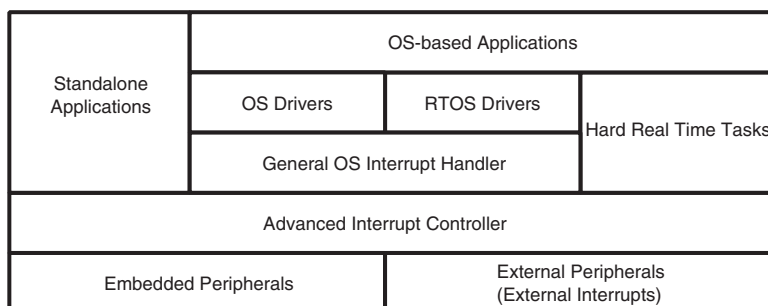 OS-based Applications
Standalone
Applications
OS Drivers
RTOS Drivers
Hard Real Time Tasks
General OS Interrupt Handler
Advanced Interrupt Controller
Embedded Peripherals
External Peripherals
(External Interrupts)